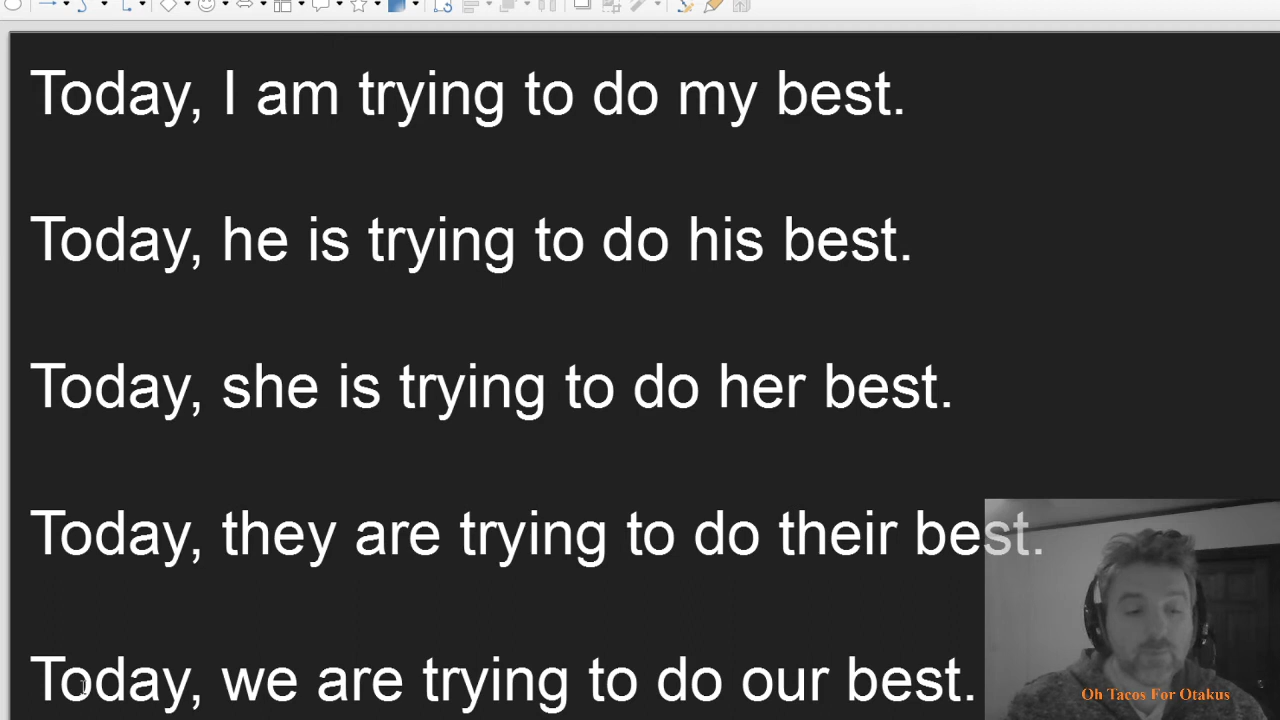 Today, I am trying to do my best.
Today, he is trying to do his best.
Today, she is trying to do her best.
Today, they are trying to do their best.
Today, we are trying to do our best.
Oh Tacos For Otakus